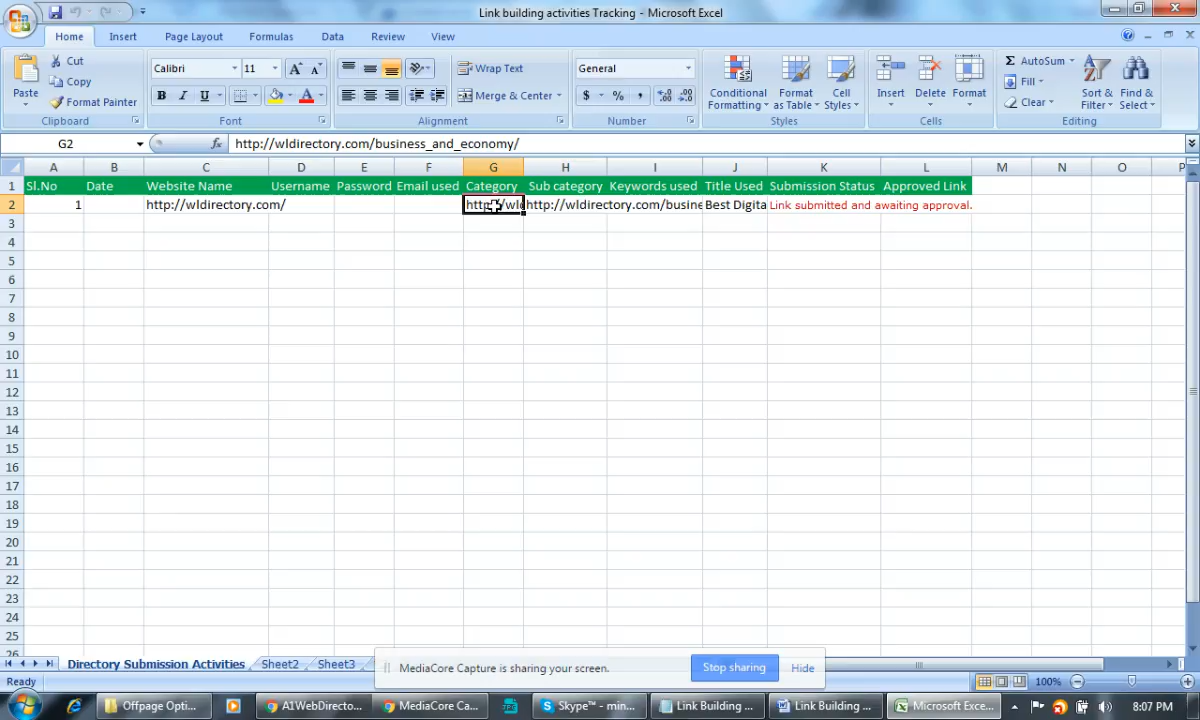 Link building activities Tracking - Microsoft Excel
Home Insert Page Layout Formulas Data Review View
Paste Cut Copy Format Painter Clipboard
Calibri 11 A A B I U A Font
Wrap Text Merge & Center Alignment
General $ % , .0 .00 .00 .0 Number
Conditional Formatting Format as Table Cell Styles Styles
Insert Delete Format Cells
Σ AutoSum Fill Clear Sort & Filter Find & Select Editing
G2 fx http://wldirectory.com/business_and_economy/
A B C D E F G H I J K L M N O P
1 Sl.No Date Website Name Username Password Email used Category Sub category Keywords used Title Used Submission Status Approved Link
2 1 http://wldirectory.com/ http://wld http://wldirectory.com/busine Best Digita Link submitted and awaiting approval.
3
4
5
6
7
8
9
10
11
12
13
14
15
16
17
18
19
20
21
22
23
24
25
Directory Submission Activities Sheet2 Sheet3
MediaCore Capture is sharing your screen. Stop sharing Hide
Ready 100%
Offpage Opti... A1WebDirecto... MediaCore Ca... Skype™ - min... Link Building ... Link Building ... Microsoft Exce... 8:07 PM